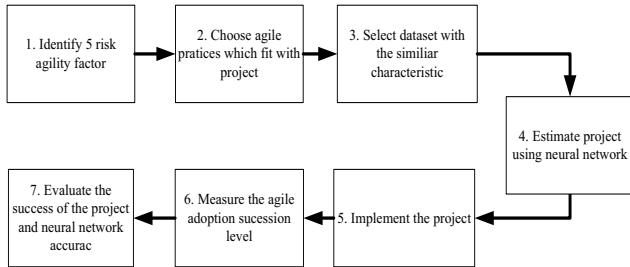 1. Identify 5 risk
agility factor
2. Choose agile
pratices which fit with
project
3. Select dataset with
the similiar
characteristic
4. Estimate project
using neural network
5. Implement the project
6. Measure the agile
adoption sucession
level
7. Evaluate the
success of the project
and neural network
accurac